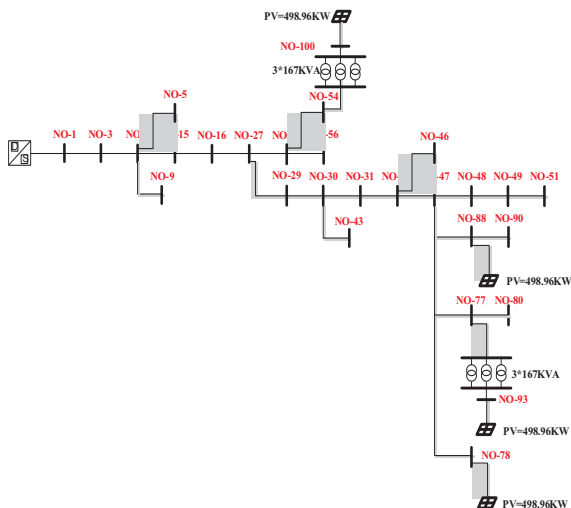 PV=498.96KW
NO-100
3*167KVA
NO-5
NO-54
D
S
NO-1
NO-3
15
NO-16
NO-27
56
NO-46
NO-9
NO-29
NO-30
NO-31
47
NO-48
NO-49
NO-51
NO-43
NO-88
NO-90
PV=498.96KW
NO-77
NO-80
3*167KVA
NO-93
PV=498.96KW
NO-78
PV=498.96KW